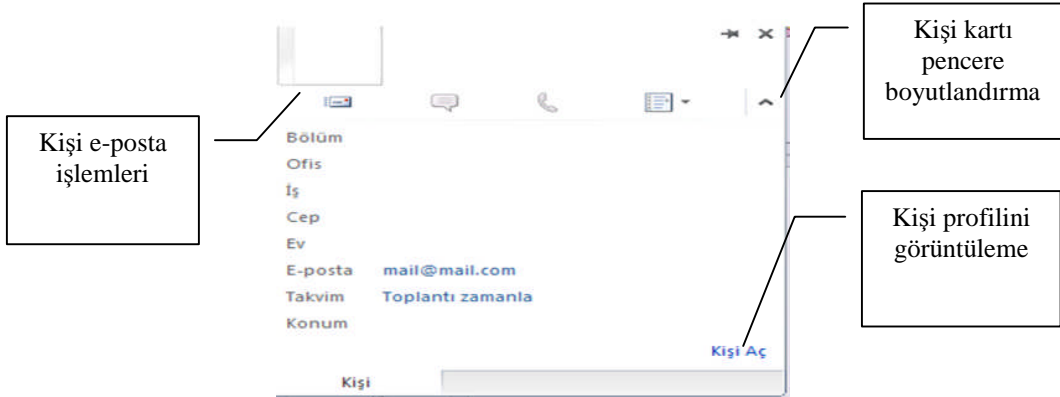 Kişi kartı
pencere
boyutlandırma
Kişi e-posta
işlemleri
Bölüm
Ofis
İş
Cep
Ev
E-posta mail@mail.com
Takvim Toplantı zamanla
Konum
Kişi profilini
görüntüleme
Kişi Aç
Kişi